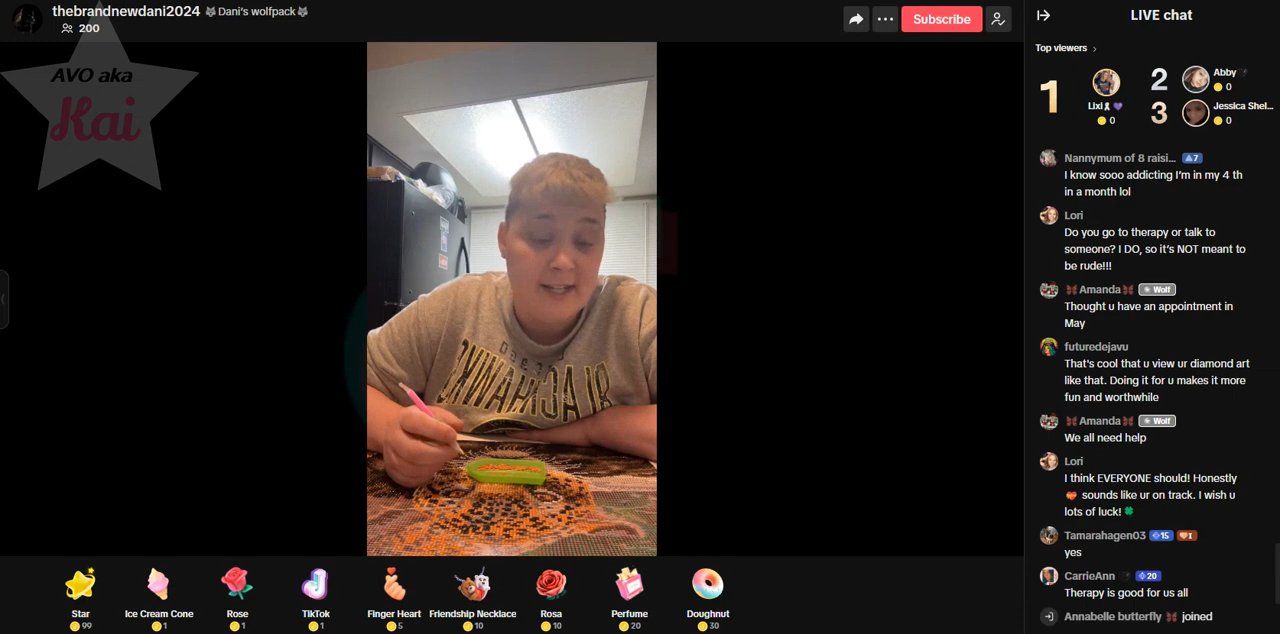 thebrandnewdani2024 🐺Dani's wolfpack🐺
200
Subscribe
AVO aka
Kai
BLACKHAWKS
Star
99
Ice Cream Cone
1
Rose
1
TikTok
1
Finger Heart
5
Friendship Necklace
10
Rosa
10
Perfume
20
Doughnut
30
LIVE chat
Top viewers
1
Lixi🎗💜
0
2
Abby
0
3
Jessica Shel...
0
Nannymum of 8 raisi... 7
I know sooo addicting I'm in my 4 th
in a month lol
Lori
Do you go to therapy or talk to
someone? I DO, so it's NOT meant to
be rude!!!
🦋Amanda🦋 Wolf
Thought u have an appointment in
May
futuredejavu
That's cool that u view ur diamond art
like that. Doing it for u makes it more
fun and worthwhile
🦋Amanda🦋 Wolf
We all need help
Lori
I think EVERYONE should! Honestly
❤️ sounds like ur on track. I wish u
lots of luck! 🍀
Tamarahagen03 15 I
yes
CarrieAnn 20
Therapy is good for us all
Annabelle butterfly 🦋 joined